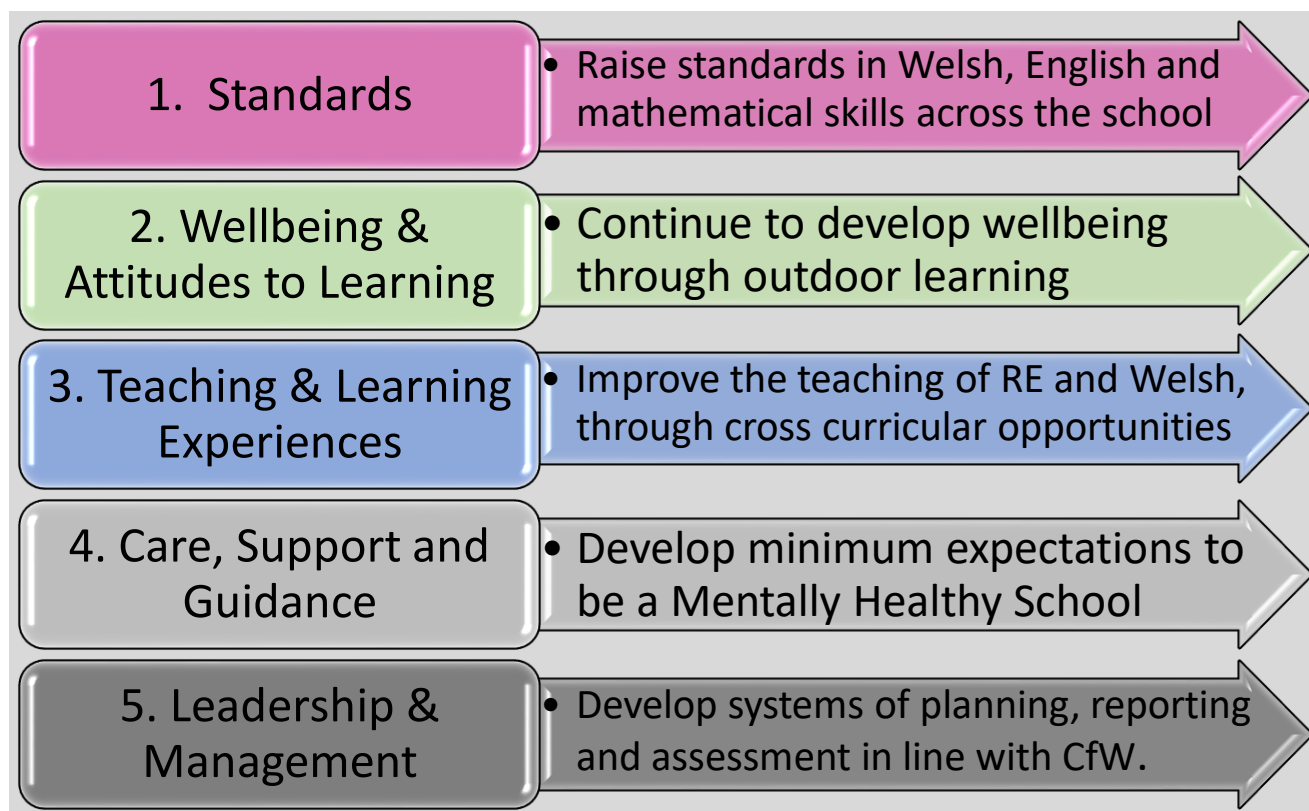 1. Standards
• Raise standards in Welsh, English and
mathematical skills across the school
2. Wellbeing &
Attitudes to Learning
• Continue to develop wellbeing
through outdoor learning
3. Teaching & Learning
Experiences
• Improve the teaching of RE and Welsh,
through cross curricular opportunities
4. Care, Support and
Guidance
• Develop minimum expectations to
be a Mentally Healthy School
5. Leadership &
Management
• Develop systems of planning, reporting
and assessment in line with CfW.